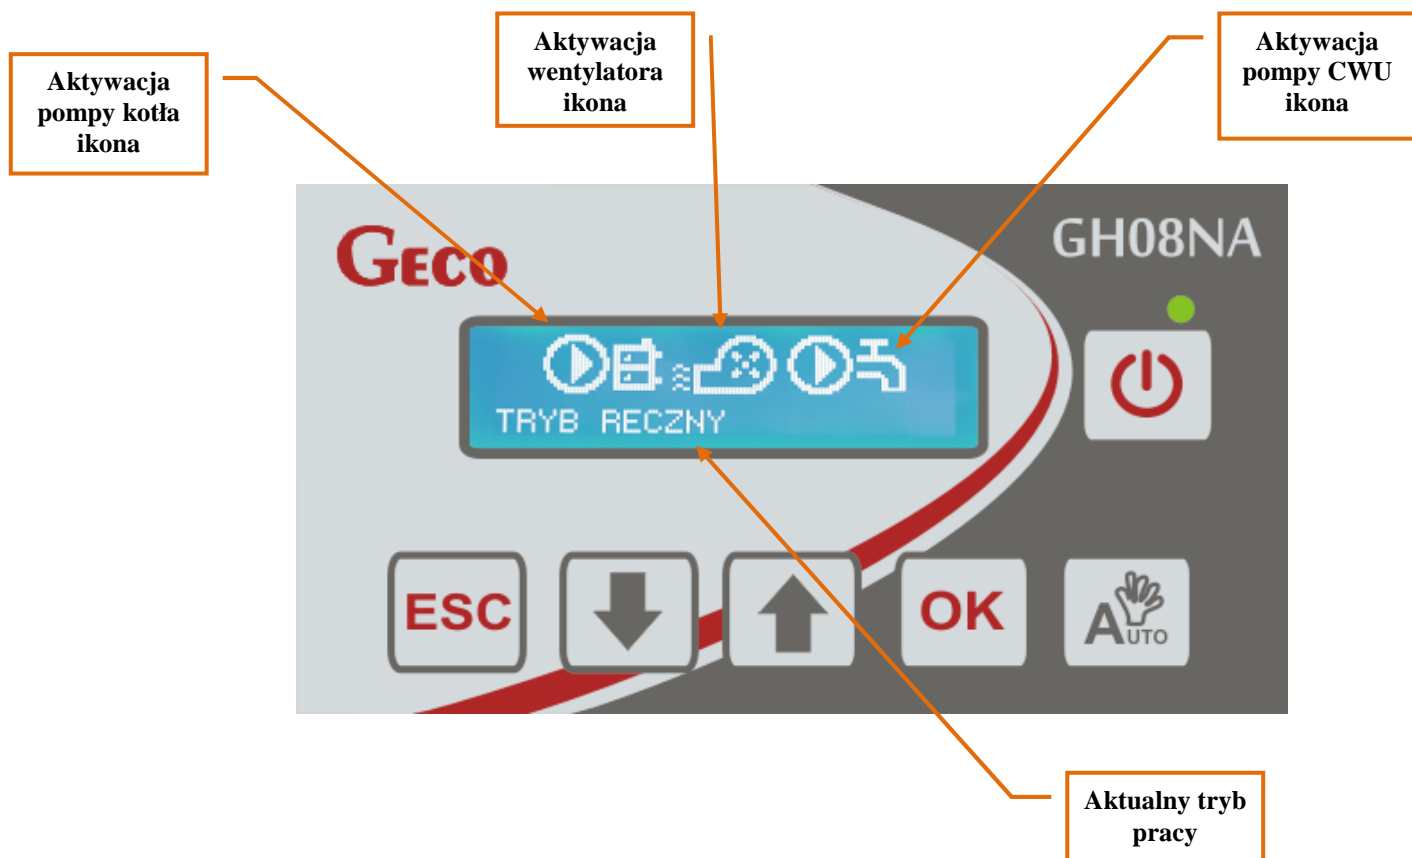 Aktywacja
pompy kotła
ikona
Aktywacja
wentylatora
ikona
Aktywacja
pompy CWU
ikona
GECO
GH08NA
TRYB RECZNY
ESC
OK
AUTO
Aktualny tryb
pracy